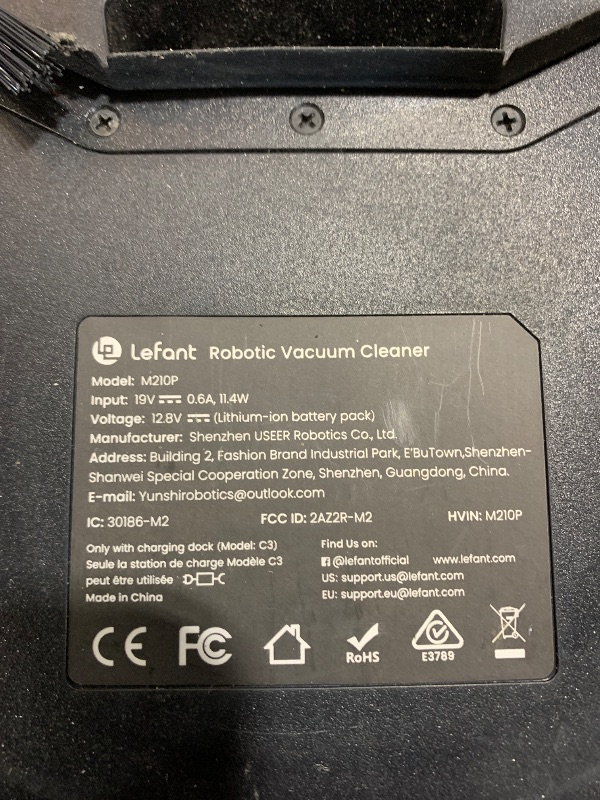 Lefant Robotic Vacuum Cleaner
Model: M210P
Input: 19V 0.6A, 11.4W
Voltage: 12.8V (Lithium-ion battery pack)
Manufacturer: Shenzhen USEER Robotics Co., Ltd.
Address: Building 2, Fashion Brand Industrial Park, E'BuTown,Shenzhen-
Shanwei Special Cooperation Zone, Shenzhen, Guangdong, China.
E-mail: Yunshirobotics@outlook.com
IC: 30186-M2 FCC ID: 2AZ2R-M2 HVIN: M210P
Only with charging dock (Model: C3)
Seule la station de charge Modèle C3
peut être utilisée
Made in China
Find Us on:
@lefantofficial www.lefant.com
US: support.us@lefant.com
EU: support.eu@lefant.com
CE FC RoHS E3789